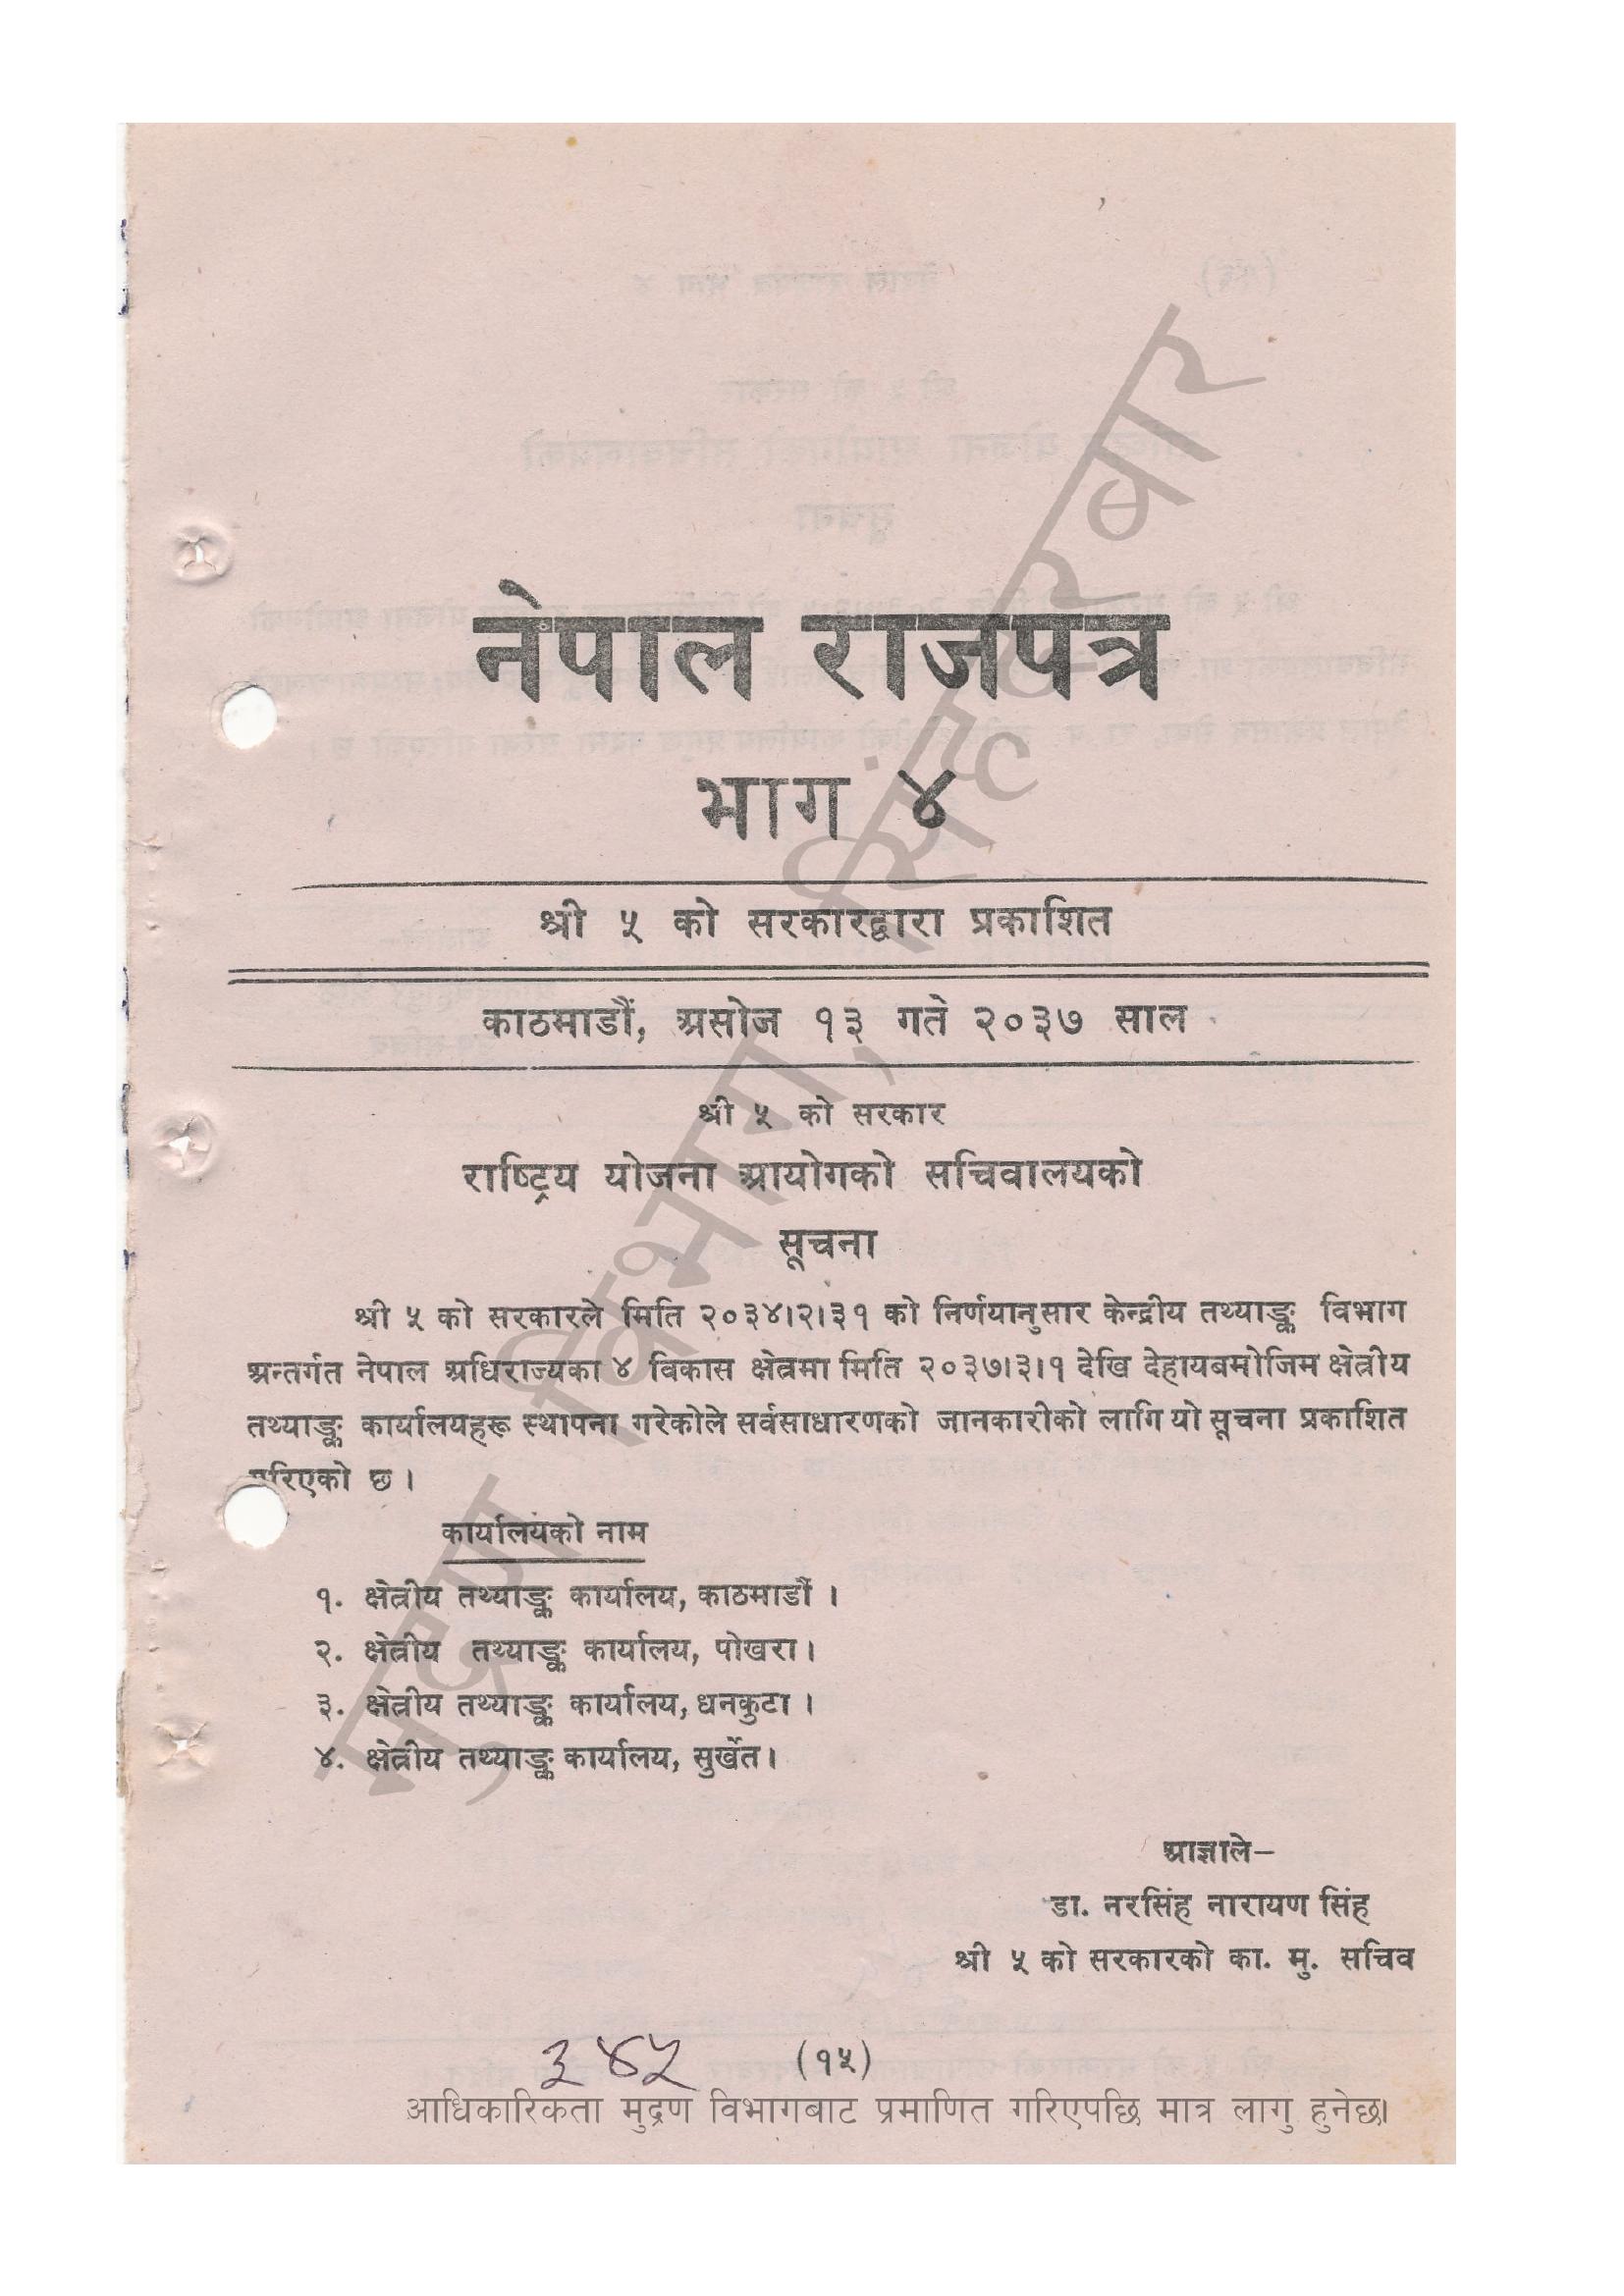 नेपाल राजपत्र
भाग ४
श्री ५ को सरकारद्वारा प्रकाशित
काठमाडौं, असोज १३ गते २०३७ साल
श्री ५ को सरकार
राष्ट्रिय योजना आयोगको सचिवालयको
सूचना
श्री ५ को सरकारले मिति २०३४।२।३१ को निर्णयानुसार केन्द्रीय तथ्याङ्क विभाग
अन्तर्गत नेपाल अधिराज्यका ४ विकास क्षेत्रमा मिति २०३७।३।१ देखि देहायबमोजिम क्षेत्रीय
तथ्याङ्क कार्यालयहरू स्थापना गरेकोले सर्वसाधारणको जानकारीको लागि यो सूचना प्रकाशित
गरिएको छ ।
कार्यालयको नाम
१. क्षेत्रीय तथ्याङ्क कार्यालय, काठमाडौं ।
२. क्षेत्रीय तथ्याङ्क कार्यालय, पोखरा ।
३. क्षेत्रीय तथ्याङ्क कार्यालय, धनकुटा ।
४. क्षेत्रीय तथ्याङ्क कार्यालय, सुर्खेत ।
आज्ञाले–
डा. नरसिंह नारायण सिंह
श्री ५ को सरकारको का. मु. सचिव
३४५ (१५)
आधिकारिकता मुद्रण विभागबाट प्रमाणित गरिएपछि मात्र लागु हुनेछ।
मुद्रण विभाग, सिंहदरबार